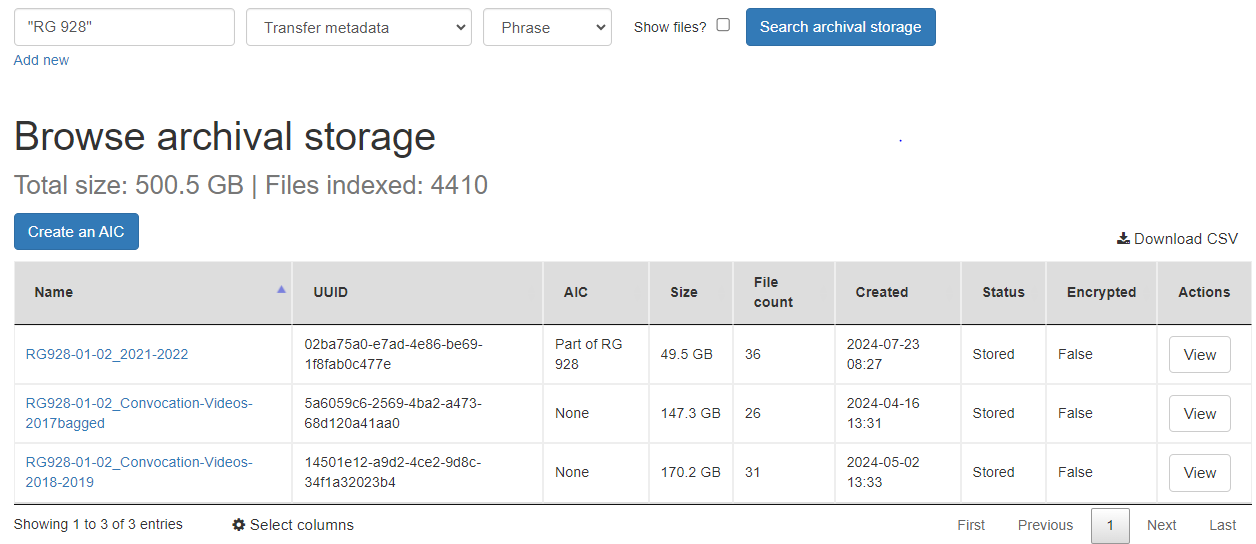 "RG 928" Transfer metadata Phrase Show files? Search archival storage
Add new
Browse archival storage
Total size: 500.5 GB | Files indexed: 4410
Create an AIC
Download CSV
Name UUID AIC Size File count Created Status Encrypted Actions
RG928-01-02_2021-2022 02ba75a0-e7ad-4e86-be69-1f8fab0c477e Part of RG 928 49.5 GB 36 2024-07-23 08:27 Stored False View
RG928-01-02_Convocation-Videos-2017bagged 5a6059c6-2569-4ba2-a473-68d120a41aa0 None 147.3 GB 26 2024-04-16 13:31 Stored False View
RG928-01-02_Convocation-Videos-2018-2019 14501e12-a9d2-4ce2-9d8c-34f1a32023b4 None 170.2 GB 31 2024-05-02 13:33 Stored False View
Showing 1 to 3 of 3 entries Select columns First Previous 1 Next Last